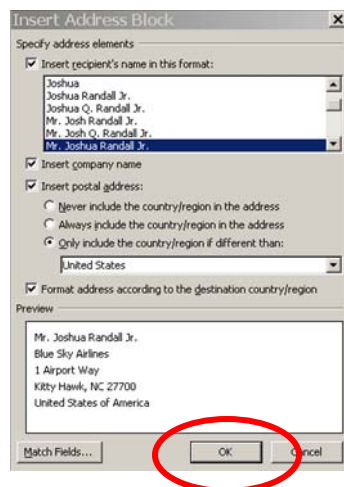 Insert Address Block
Specify address elements
Insert recipient's name in this format:
Joshua
Joshua Randall Jr.
Joshua Q. Randall Jr.
Mr. Josh Randall Jr.
Mr. Josh Q. Randall Jr.
Mr. Joshua Randall Jr.
Insert company name
Insert postal address:
Never include the country/region in the address
Always include the country/region in the address
Only include the country/region if different than:
United States
Format address according to the destination country/region
Preview
Mr. Joshua Randall Jr.
Blue Sky Airlines
1 Airport Way
Kitty Hawk, NC 27700
United States of America
Match Fields... OK Cancel